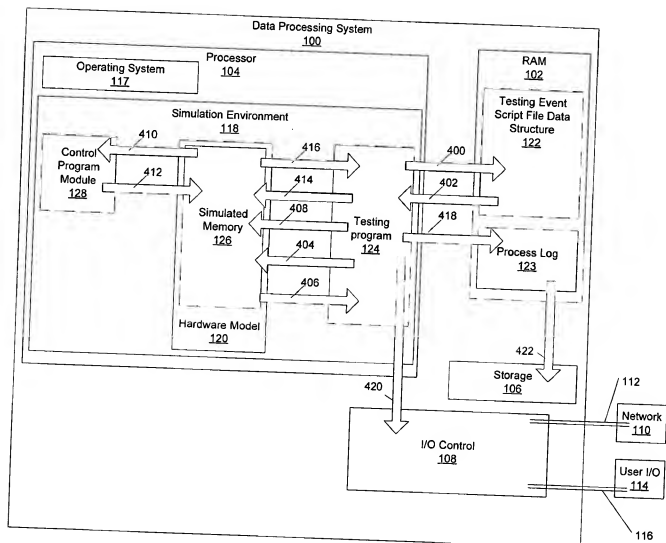 Data Processing System
100
Processor
104
Operating System
117
Simulation Environment
118
Control
Program
Module
128
410
412
Simulated
Memory
126
Hardware Model
120
416
414
408
404
406
Testing
program
124
400
402
418
RAM
102
Testing Event
Script File Data
Structure
122
Process Log
123
422
Storage
106
420
I/O Control
108
112
Network
110
User I/O
114
116